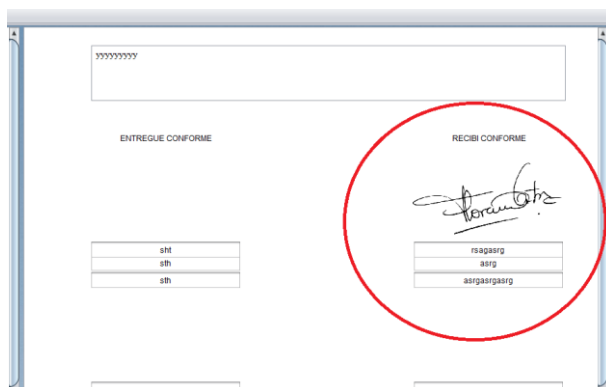 yyyyyyyyy
ENTREGUE CONFORME
RECIBI CONFORME
sht
rsagasrg
sth
asrg
sth
asrgasrgasrg